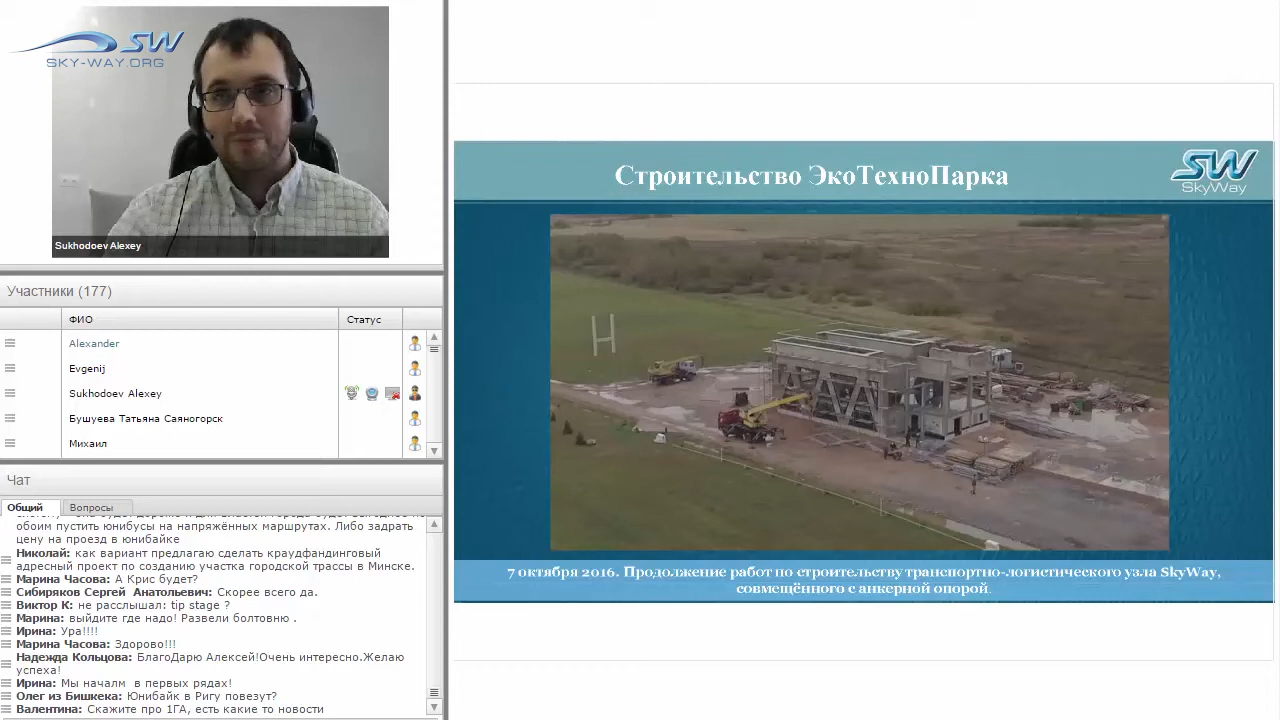 SW
SKY-WAY.ORG
Sukhodoev Alexey
Участники (177)
ФИО
Статус
Alexander
Evgenij
Sukhodoev Alexey
Бушуева Татьяна Саяногорск
Михаил
Чат
Общий
Вопросы
обоим пустить юнибусы на напряжённых маршрутах. Либо задрать
цену на проезд в юнибайке
Николай: как вариант предлагаю сделать краудфандинговый
адресный проект по созданию участка городской трассы в Минске.
Марина Часова: А Крис будет?
Сибиряков Сергей Анатольевич: Скорее всего да.
Виктор К: не расслышал: tip stage ?
Марина: выйдите где надо! Развели болтовню .
Ирина: Ура!!!!
Марина Часова: Здорово!!!
Надежда Кольцова: БлагоДарю Алексей!Очень интересно.Желаю
успеха!
Ирина: Мы началм в первых рядах!
Олег из Бишкека: Юнибайк в Ригу повезут?
Валентина: Скажите про 1ГА, есть какие то новости
Строительство ЭкоТехноПарка
SW
SkyWay
7 октября 2016. Продолжение работ по строительству транспортно-логистического узла SkyWay,
совмещённого с анкерной опорой.